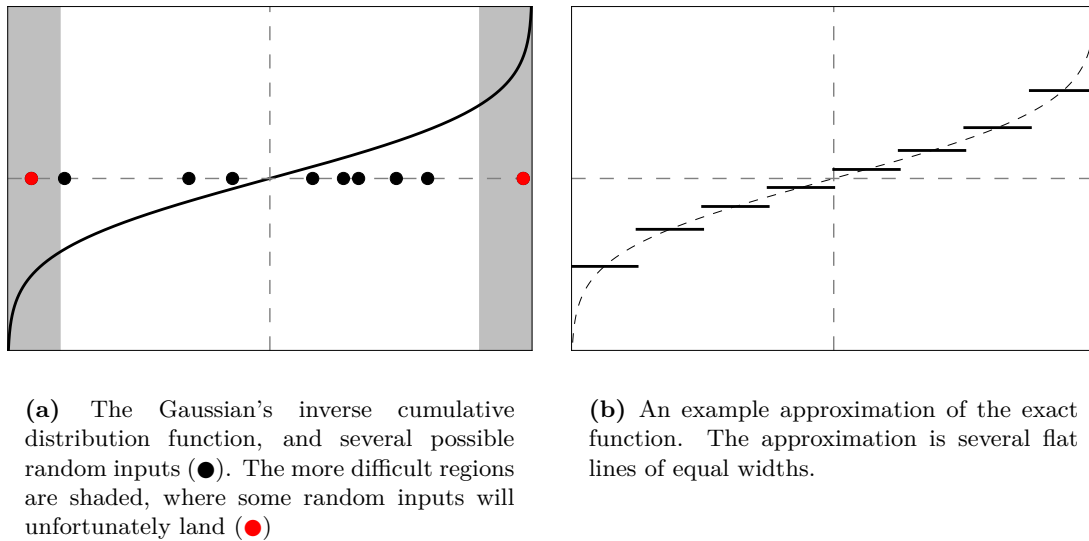 (a) The Gaussian's inverse cumulative
distribution function, and several possible
random inputs (●). The more difficult regions
are shaded, where some random inputs will
unfortunately land (●)
(b) An example approximation of the exact
function. The approximation is several flat
lines of equal widths.